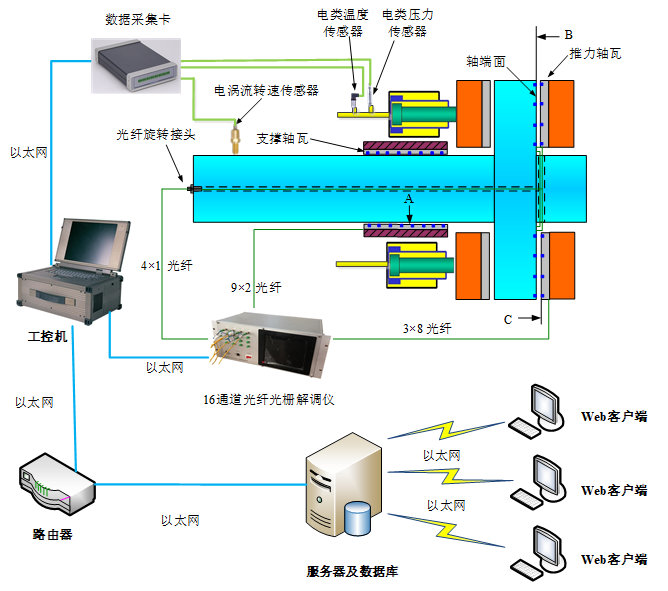 数据采集卡
电类温度
传感器
电类压力
传感器
B
推力轴瓦
轴端面
电涡流转速传感器
光纤旋转接头
支撑轴瓦
以太网
A
4×1 光纤
9×2 光纤
C
3×8光纤
工控机
以太网
16通道光纤光栅解调仪
以太网
Web客户端
以太网
Web客户端
以太网
以太网
路由器
服务器及数据库
Web客户端